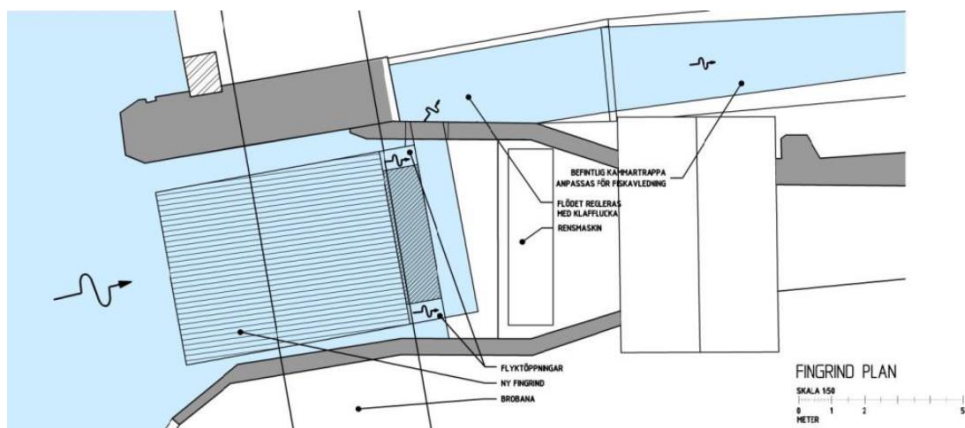 BEFINTLIG KAMMARTRAPPA
ANPASSAS FÖR FISKAVLEDNING
FLÖDET REGLERAS
MED KLAFFLUCKA
RENSMASKIN
FLYKTÖPPNINGAR
NY FINGRIND
BROBANA
FINGRIND PLAN
SKALA 1:50
0 1 2 5
METER